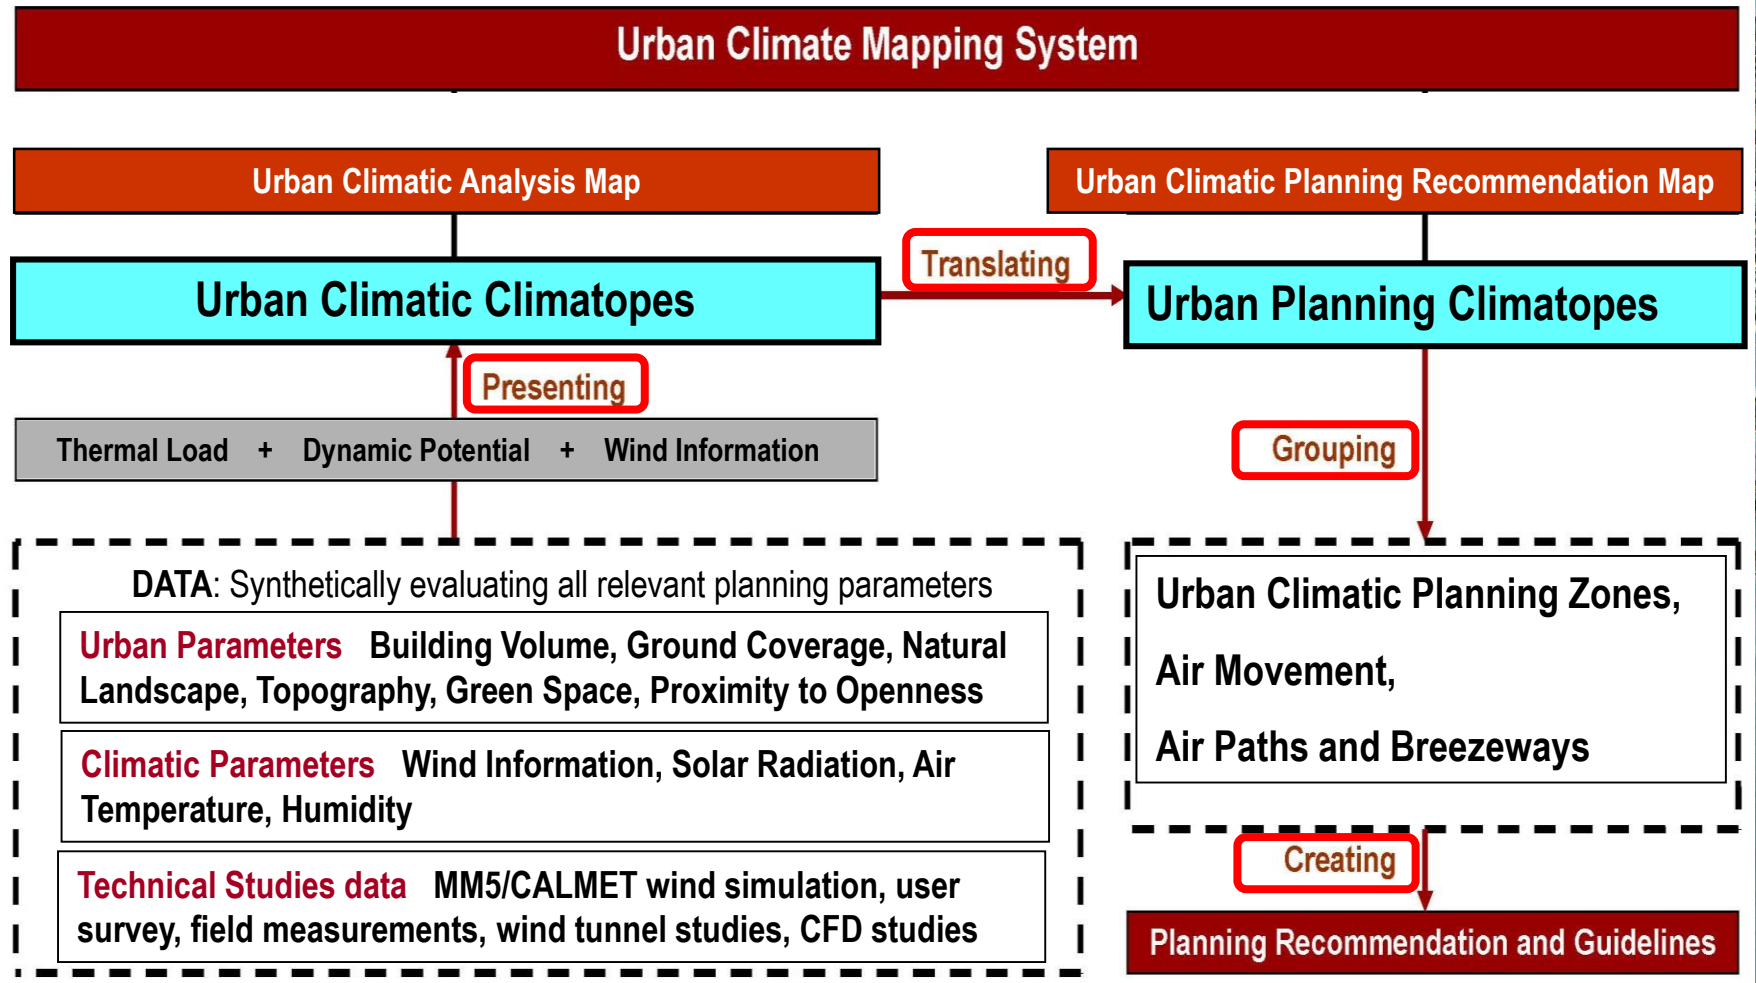 Urban Climate Mapping System
Urban Climatic Analysis Map
Urban Climatic Planning Recommendation Map
Translating
Urban Climatic Climatopes
Urban Planning Climatopes
Presenting
Thermal Load + Dynamic Potential + Wind Information
Grouping
DATA: Synthetically evaluating all relevant planning parameters
Urban Parameters Building Volume, Ground Coverage, Natural
Landscape, Topography, Green Space, Proximity to Openness
Climatic Parameters Wind Information, Solar Radiation, Air
Temperature, Humidity
Technical Studies data MM5/CALMET wind simulation, user
survey, field measurements, wind tunnel studies, CFD studies
Urban Climatic Planning Zones,
Air Movement,
Air Paths and Breezeways
Creating
Planning Recommendation and Guidelines